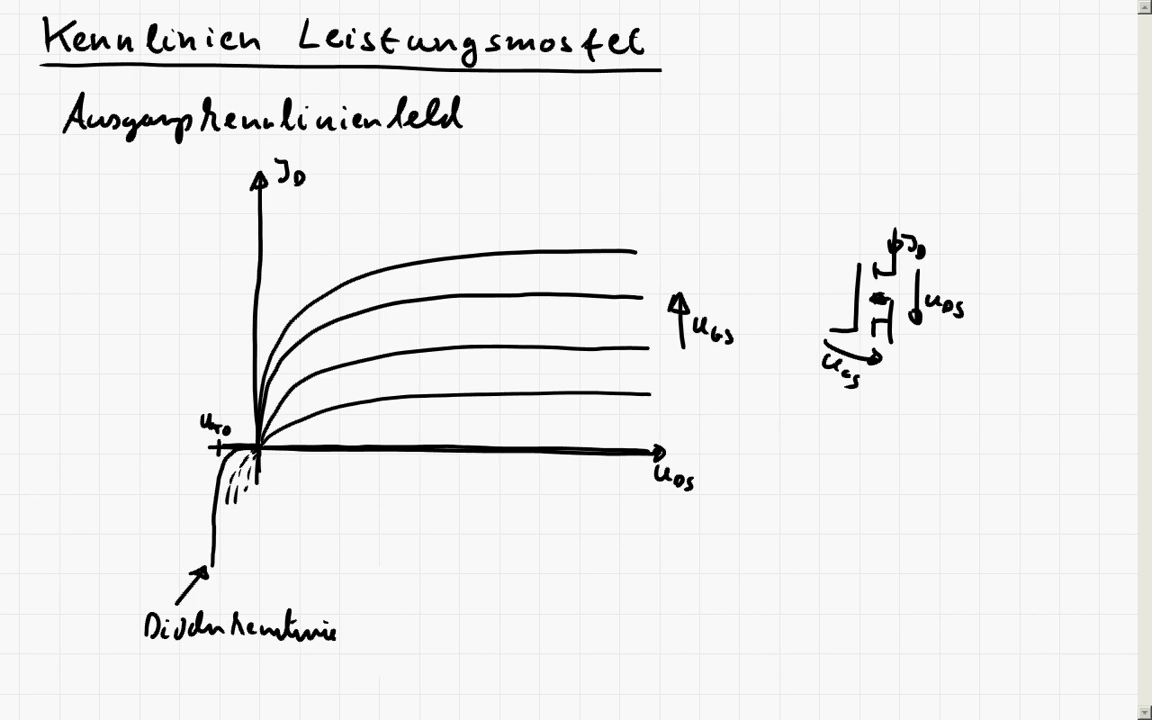 Kennlinien Leistungsmosfet
Ausgangskennlinienfeld
I_D
I_D
U_DS
U_GS
U_GS
U_TO
U_DS
Diodenkennlinie